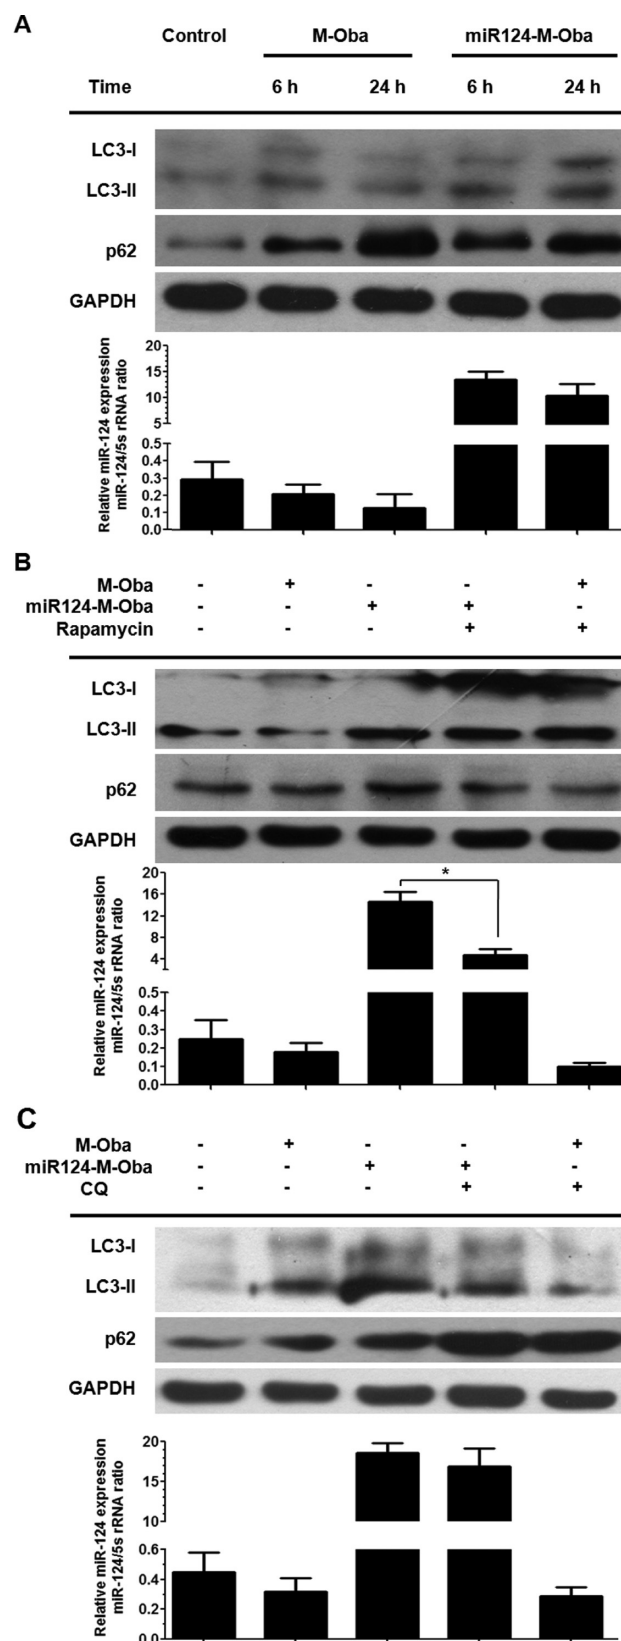 A
Control M-Oba miR124-M-Oba
Time 6 h 24 h 6 h 24 h
LC3-I
LC3-II
p62
GAPDH
Relative miR-124 expression
miR-124/5s rRNA ratio
20
15
10
5
0.5
0.4
0.3
0.2
0.1
0.0
B
M-Oba - + - - +
miR124-M-Oba - - + + -
Rapamycin - - - + +
LC3-I
LC3-II
p62
GAPDH
Relative miR-124 expression
miR-124/5s rRNA ratio
20
16
12
8
4
0.5
0.4
0.3
0.2
0.1
0.0
*
C
M-Oba - + - - +
miR124-M-Oba - - + + -
CQ - - - + +
LC3-I
LC3-II
p62
GAPDH
Relative miR-124 expression
miR-124/5s rRNA ratio
20
15
10
0.6
0.4
0.2
0.0